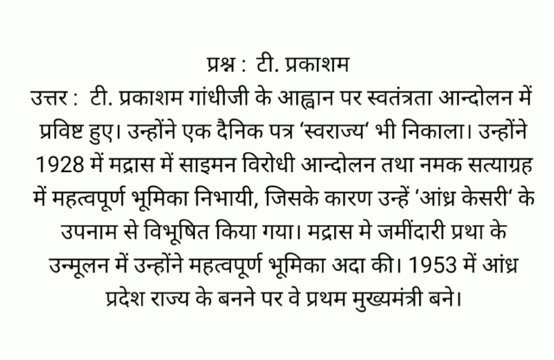 प्रश्न : टी. प्रकाशम
उत्तर : टी. प्रकाशम गांधीजी के आह्वान पर स्वतंत्रता आन्दोलन में
प्रविष्ट हुए। उन्होंने एक दैनिक पत्र ‘स्वराज्य‘ भी निकाला। उन्होंने
1928 में मद्रास में साइमन विरोधी आन्दोलन तथा नमक सत्याग्रह
में महत्वपूर्ण भूमिका निभायी, जिसके कारण उन्हें ‘आंध्र केसरी‘ के
उपनाम से विभूषित किया गया। मद्रास मे जमींदारी प्रथा के
उन्मूलन में उन्होंने महत्वपूर्ण भूमिका अदा की। 1953 में आंध्र
प्रदेश राज्य के बनने पर वे प्रथम मुख्यमंत्री बने।